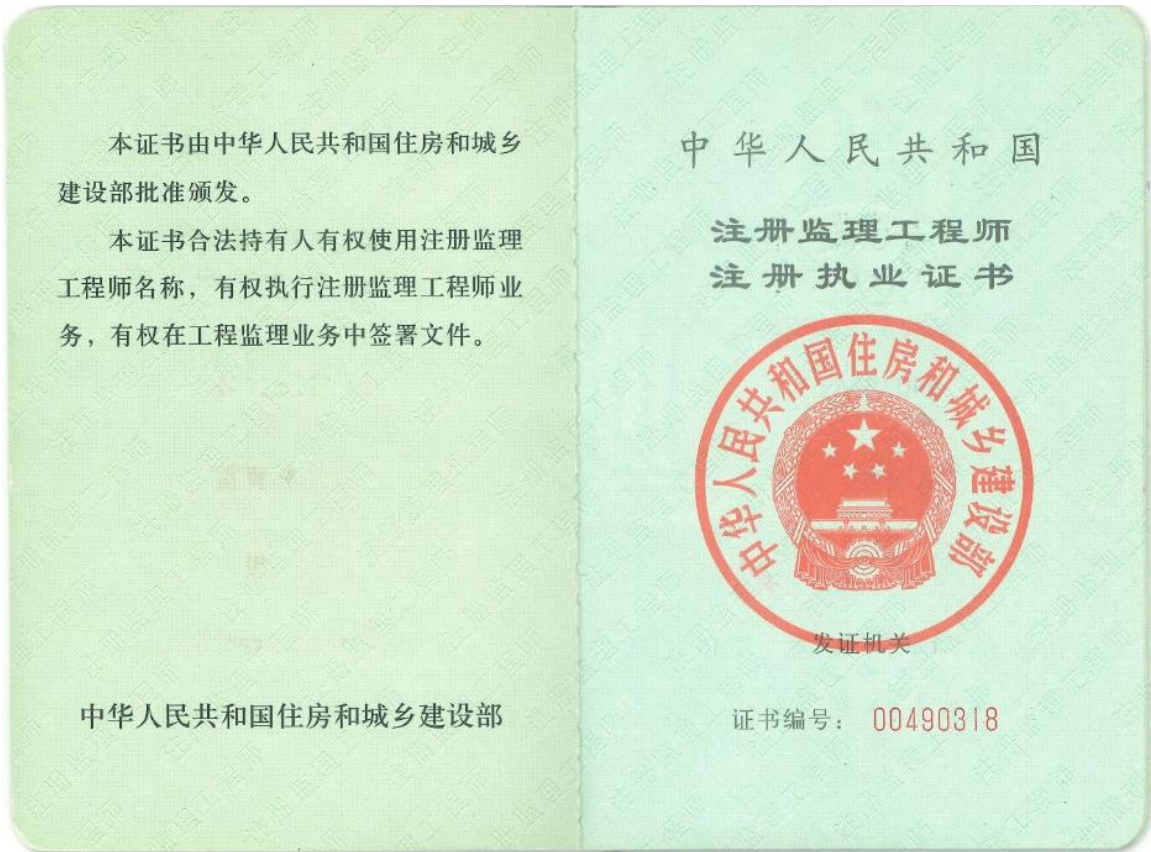 本证书由中华人民共和国住房和城乡
建设部批准颁发。
本证书合法持有人有权使用注册监理
工程师名称，有权执行注册监理工程师业
务，有权在工程监理业务中签署文件。
中华人民共和国住房和城乡建设部
中华人民共和国
注册监理工程师
注册执业证书
中华人民共和国住房和城乡建设部
发证机关
证书编号： 00490318